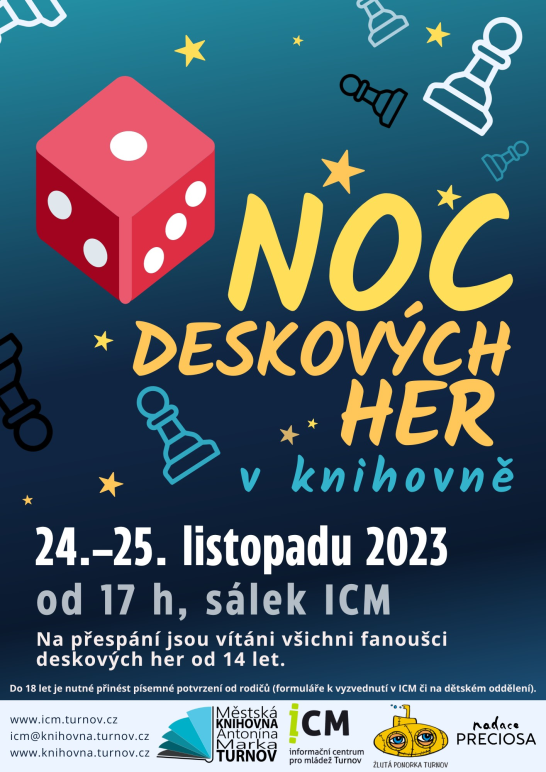 NOC
DESKOVÝCH
HER
v knihovně
24.–25. listopadu 2023
od 17 h, sálek ICM
Na přespání jsou vítáni všichni fanoušci
deskových her od 14 let.
Do 18 let je nutné přinést písemné potvrzení od rodičů (formuláře k vyzvednutí v ICM či na dětském oddělení).
www.icm.turnov.cz
icm@knihovna.turnov.cz
www.knihovna.turnov.cz
Městská
KNIHOVNA
Antonína
Marka
TURNOV
iCM
informační centrum
pro mládež Turnov
ŽLUTÁ PONORKA TURNOV
nadace
PRECIOSA